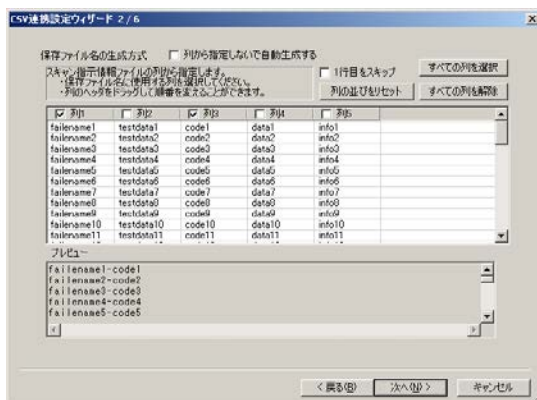 CSV連携設定ウィザード 2/6
保存ファイル名の生成方式 列から指定しないで自動生成する
スキャン指示情報ファイルの列から指定します。
・保存ファイル名に使用する列を選択してください。
・列のヘッダをドラッグして順番を変えることができます。
1行目をスキップ すべての列を選択
列の並びをリセット すべての列を解除
列1 列2 列3 列4 列5
failename1 testdata1 code1 data1 info1
failename2 testdata2 code2 data2 info2
failename3 testdata3 code3 data3 info3
failename4 testdata4 code4 data4 info4
failename5 testdata5 code5 data5 info5
failename6 testdata6 code6 data6 info6
failename7 testdata7 code7 data7 info7
failename8 testdata8 code8 data8 info8
failename9 testdata9 code9 data9 info9
failename10 testdata10 code10 data10 info10
failename11 testdata11 code11 data11 info11
プレビュー
failename1-code1
failename2-code2
failename3-code3
failename4-code4
failename5-code5
< 戻る(B) 次へ(N) > キャンセル